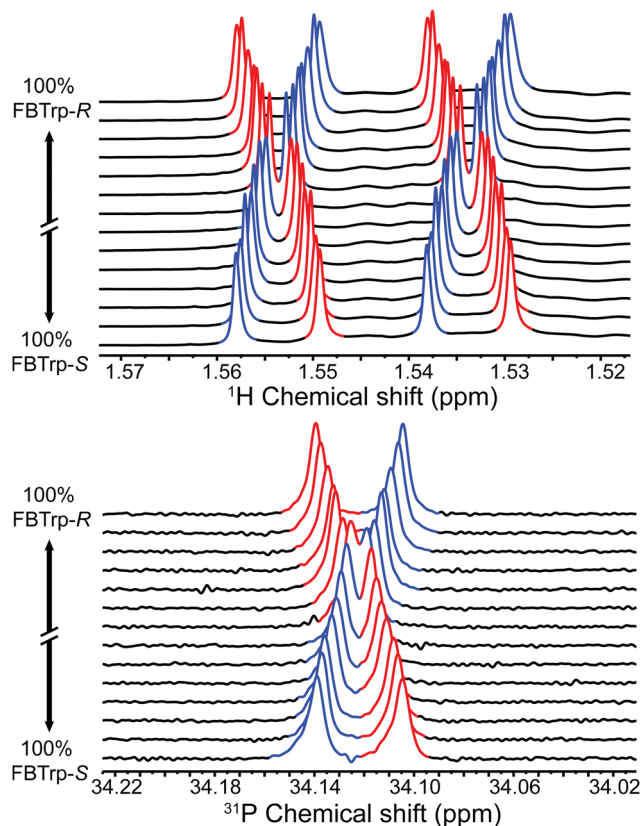 100%
FBTrp-R
100%
FBTrp-S
1.57 1.56 1.55 1.54 1.53 1.52
¹H Chemical shift (ppm)
100%
FBTrp-R
100%
FBTrp-S
34.22 34.18 34.14 34.10 34.06 34.02
³¹P Chemical shift (ppm)